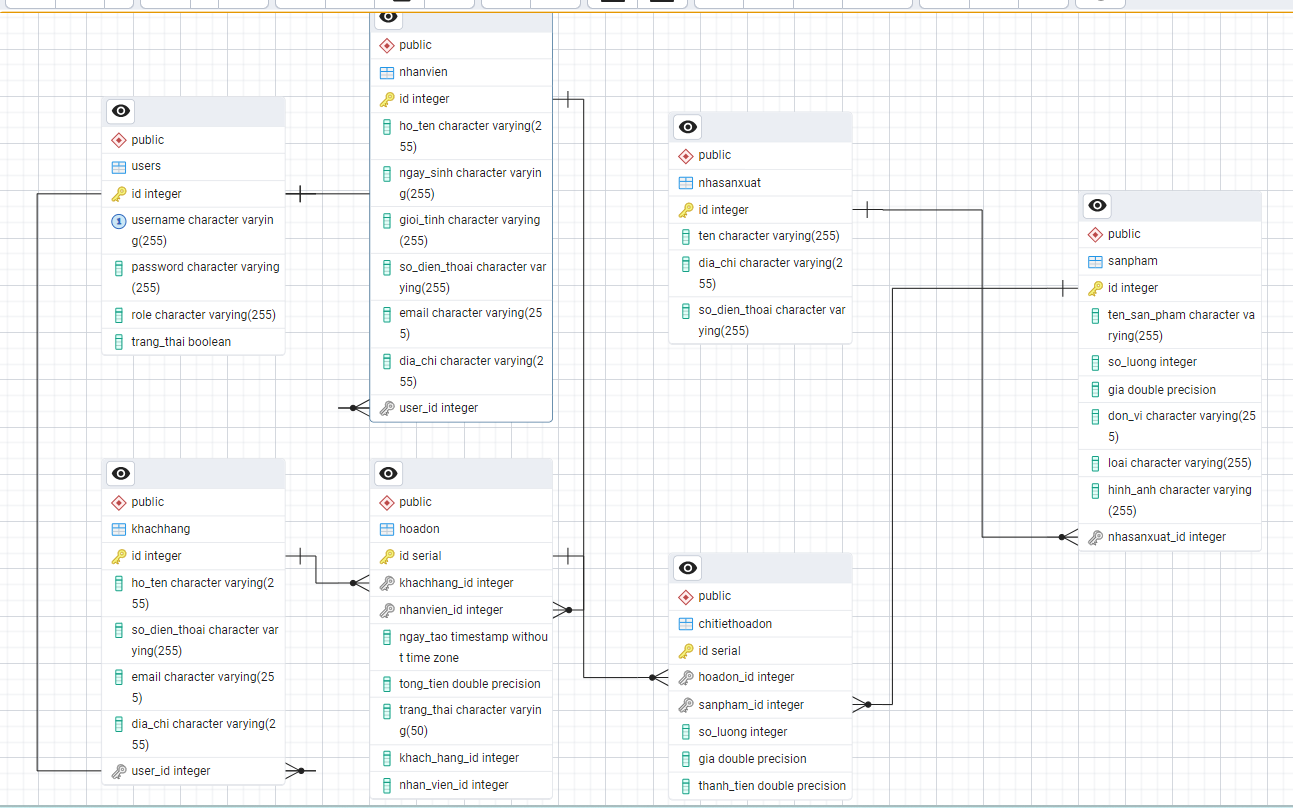 public
nhanvien
id integer
ho_ten character varying(2
55)
ngay_sinh character varyin
g(255)
gioi_tinh character varying
(255)
so_dien_thoai character var
ying(255)
email character varying(25
5)
dia_chi character varying(2
55)
user_id integer
public
users
id integer
1
username character varyin
g(255)
password character varying
(255)
role character varying(255)
trang_thai boolean
public
nhasanxuat
id integer
ten character varying(255)
dia_chi character varying(2
55)
so_dien_thoai character var
ying(255)
public
sanpham
id integer
ten_san_pham character va
rying(255)
so_luong integer
gia double precision
don_vi character varying(25
5)
loai character varying(255)
hinh_anh character varying
(255)
nhasanxuat_id integer
public
khachhang
id integer
ho_ten character varying(2
55)
so_dien_thoai character var
ying(255)
email character varying(25
5)
dia_chi character varying(2
55)
user_id integer
public
hoadon
id serial
khachhang_id integer
nhanvien_id integer
ngay_tao timestamp withou
t time zone
tong_tien double precision
trang_thai character varyin
g(50)
khach_hang_id integer
nhan_vien_id integer
public
chitiethoadon
id serial
hoadon_id integer
sanpham_id integer
so_luong integer
gia double precision
thanh_tien double precision